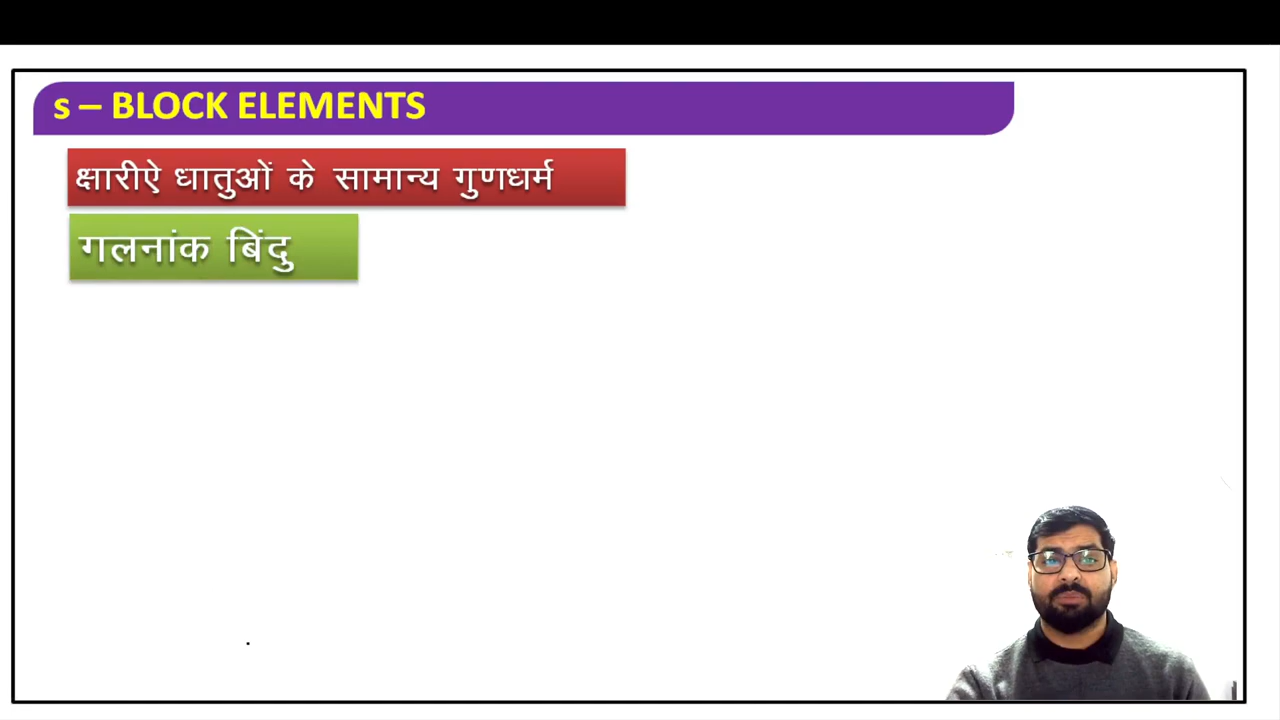 s – BLOCK ELEMENTS
क्षारीऐ धातुओं के सामान्य गुणधर्म
गलनांक बिंदु